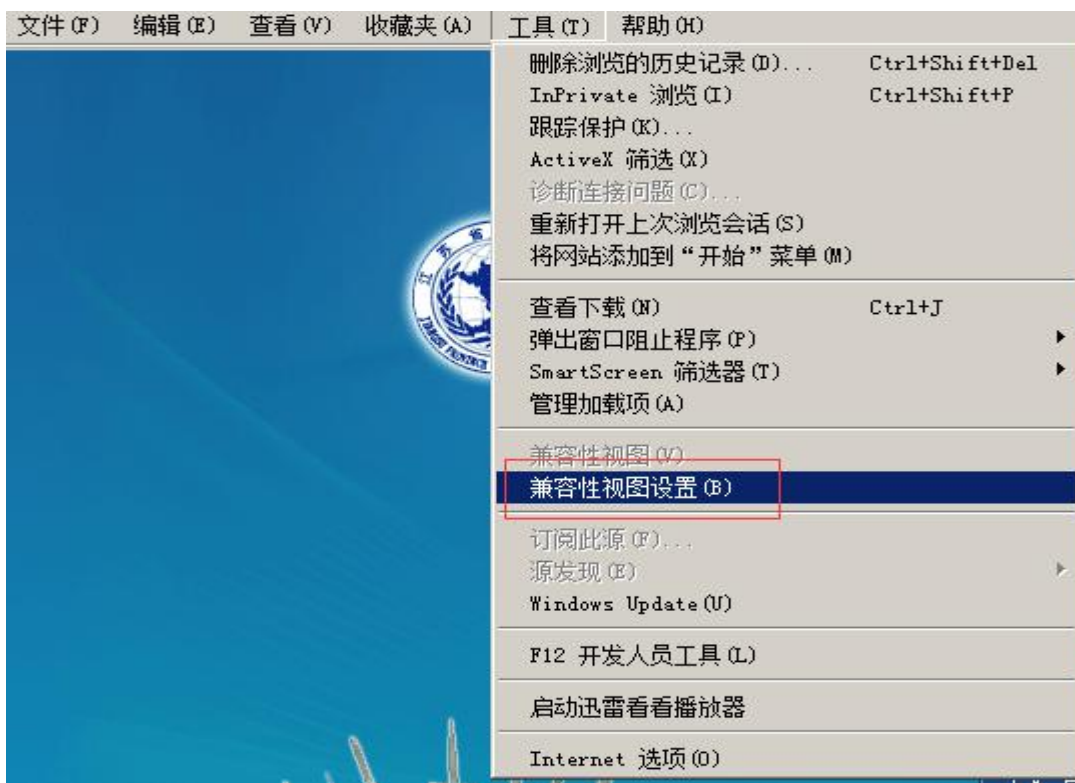 文件(F) 编辑(E) 查看(V) 收藏夹(A) 工具(T) 帮助(H)
删除浏览的历史记录(D)... Ctrl+Shift+Del
InPrivate 浏览(I) Ctrl+Shift+P
跟踪保护(K)...
ActiveX 筛选(X)
诊断连接问题(C)...
重新打开上次浏览会话(S)
将网站添加到“开始”菜单(M)
查看下载(N) Ctrl+J
弹出窗口阻止程序(P)
SmartScreen 筛选器(T)
管理加载项(A)
兼容性视图(V)
兼容性视图设置(B)
订阅此源(F)...
源发现(E)
Windows Update(U)
F12 开发人员工具(L)
启动迅雷看看播放器
Internet 选项(O)
江苏省
JIANGSU PROVINCE